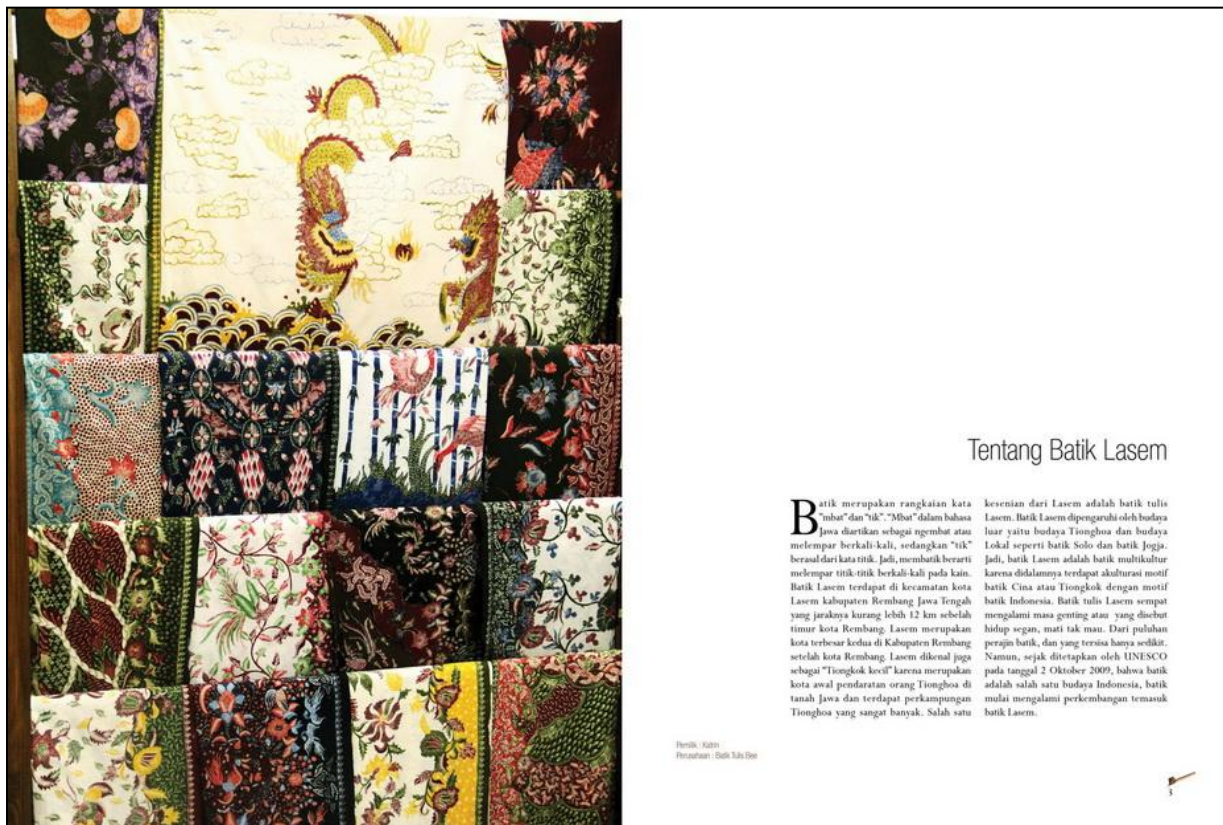 Tentang Batik Lasem
Batik merupakan rangkaian kata
"mbat" dan "tik". "Mbat" dalam bahasa
Jawa diartikan sebagai ngembat atau
melempar berkali-kali, sedangkan "tik"
berasal dari kata titik. Jadi, membatik berarti
melempar titik-titik berkali-kali pada kain.
Batik Lasem terdapat di kecamatan kota
Lasem kabupaten Rembang Jawa Tengah
yang jaraknya kurang lebih 12 km sebelah
timur kota Rembang. Lasem merupakan
kota terbesar kedua di Kabupaten Rembang
setelah kota Rembang. Lasem dikenal juga
sebagai "Tiongkok kecil" karena merupakan
kota awal pendaratan orang Tionghoa di
tanah Jawa dan terdapat perkampungan
Tionghoa yang sangat banyak. Salah satu
kesenian dari Lasem adalah batik tulis
Lasem. Batik Lasem dipengaruhi oleh budaya
luar yaitu budaya Tionghoa dan budaya
Lokal seperti batik Solo dan batik Jogja.
Jadi, batik Lasem adalah batik multikultur
karena didalamnya terdapat akulturasi motif
batik Cina atau Tiongkok dengan motif
batik Indonesia. Batik tulis Lasem sempat
mengalami masa genting atau yang disebut
hidup segan, mati tak mau. Dari puluhan
perajin batik, dan yang tersisa hanya sedikit.
Namun, sejak ditetapkan oleh UNESCO
pada tanggal 2 Oktober 2009, bahwa batik
adalah salah satu budaya Indonesia, batik
mulai mengalami perkembangan temasuk
batik Lasem.
Pemilik : Katrin
Perusahaan : Batik Tulis Bee
3